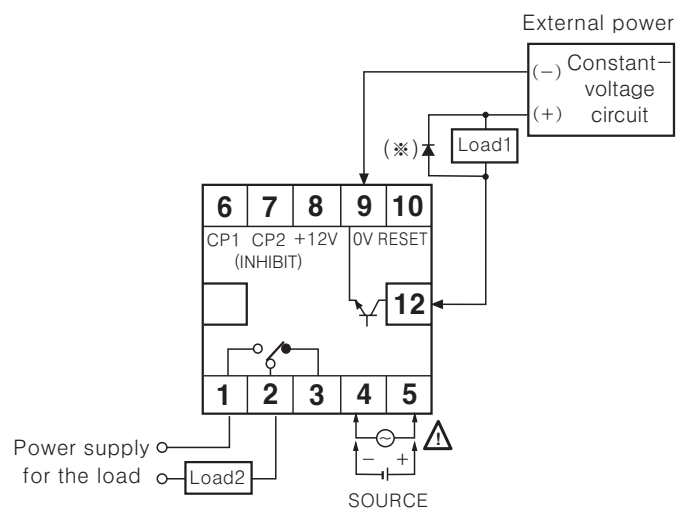 External power
(−) Constant−
voltage
(+) circuit
(※) Load1
6 7 8 9 10
CP1 CP2 +12V 0V RESET
(INHIBIT)
12
1 2 3 4 5
Power supply
for the load
Load2
− +
SOURCE